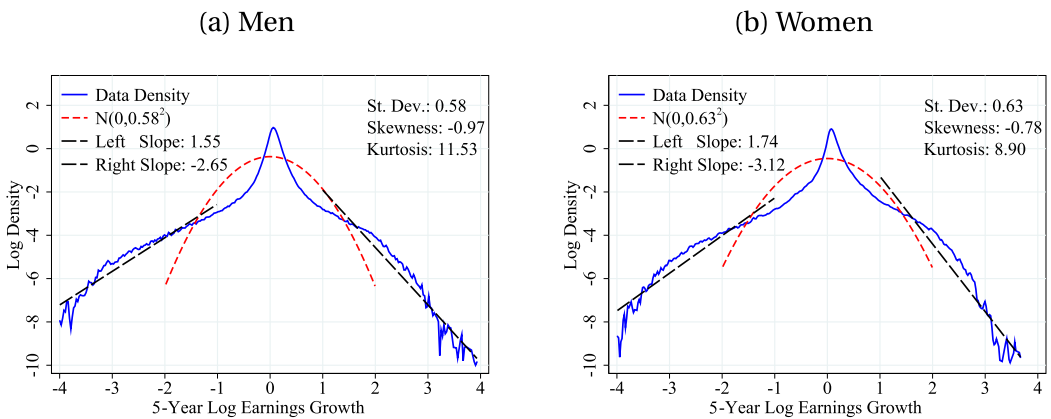 (a) Men
Data Density
N(0,0.58²)
Left Slope: 1.55
Right Slope: -2.65
St. Dev.: 0.58
Skewness: -0.97
Kurtosis: 11.53
Log Density
2
0
-2
-4
-6
-8
-10
-4 -3 -2 -1 0 1 2 3 4
5-Year Log Earnings Growth
(b) Women
Data Density
N(0,0.63²)
Left Slope: 1.74
Right Slope: -3.12
St. Dev.: 0.63
Skewness: -0.78
Kurtosis: 8.90
Log Density
2
0
-2
-4
-6
-8
-10
-4 -3 -2 -1 0 1 2 3 4
5-Year Log Earnings Growth